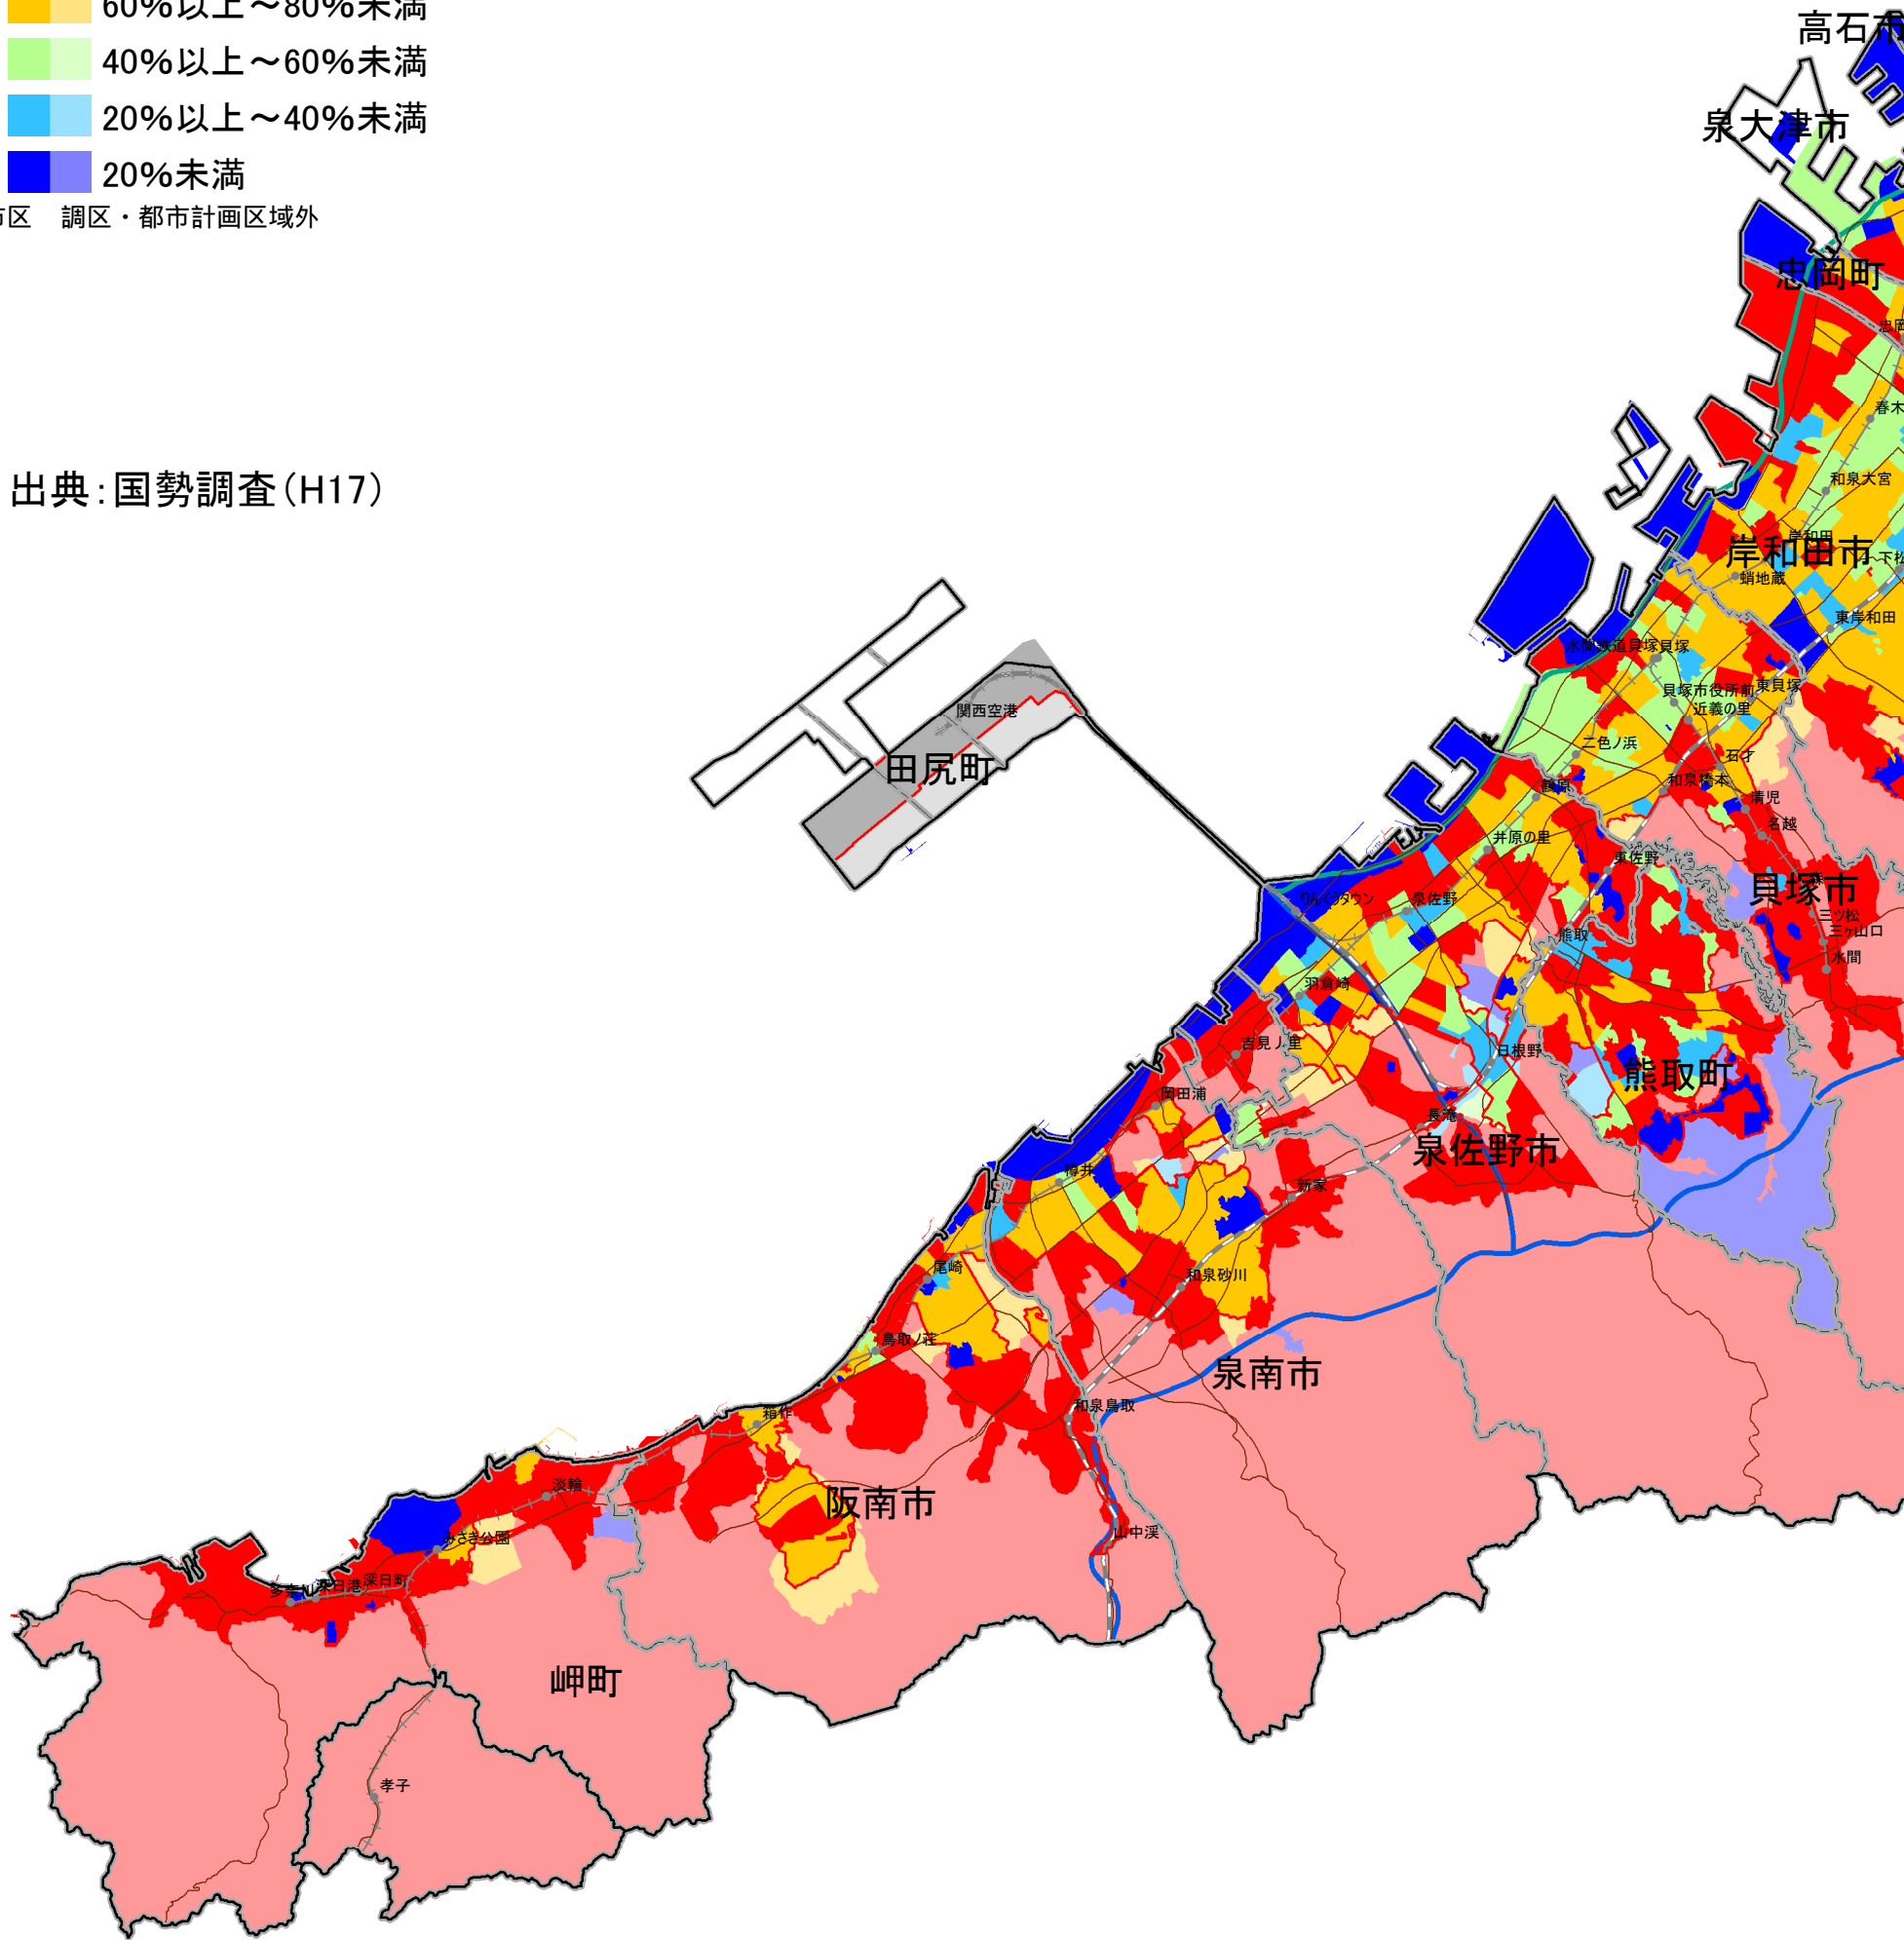 60%以上～80%未満
40%以上～60%未満
20%以上～40%未満
20%未満
市区 調区・都市計画区域外
出典：国勢調査(H17)
高石市
泉大津市
忠岡町
忠岡
春木
和泉大宮
岸和田
岸和田市
下松
蛸地蔵
東岸和田
水間鉄道貝塚
貝塚
貝塚市役所前
東貝塚
近義の里
二色ノ浜
石才
和泉橋本
鶴原
清児
名越
井原の里
東佐野
貝塚市
三ツ松
三ヶ山口
水間
関西空港
田尻町
りんくうタウン
泉佐野
熊取
羽倉崎
吉見ノ里
日根野
熊取町
岡田浦
長滝
泉佐野市
樽井
新家
尾崎
和泉砂川
鳥取ノ荘
泉南市
和泉鳥取
箱作
淡輪
阪南市
みさき公園
山中渓
多奈川
深日港
深日町
岬町
孝子